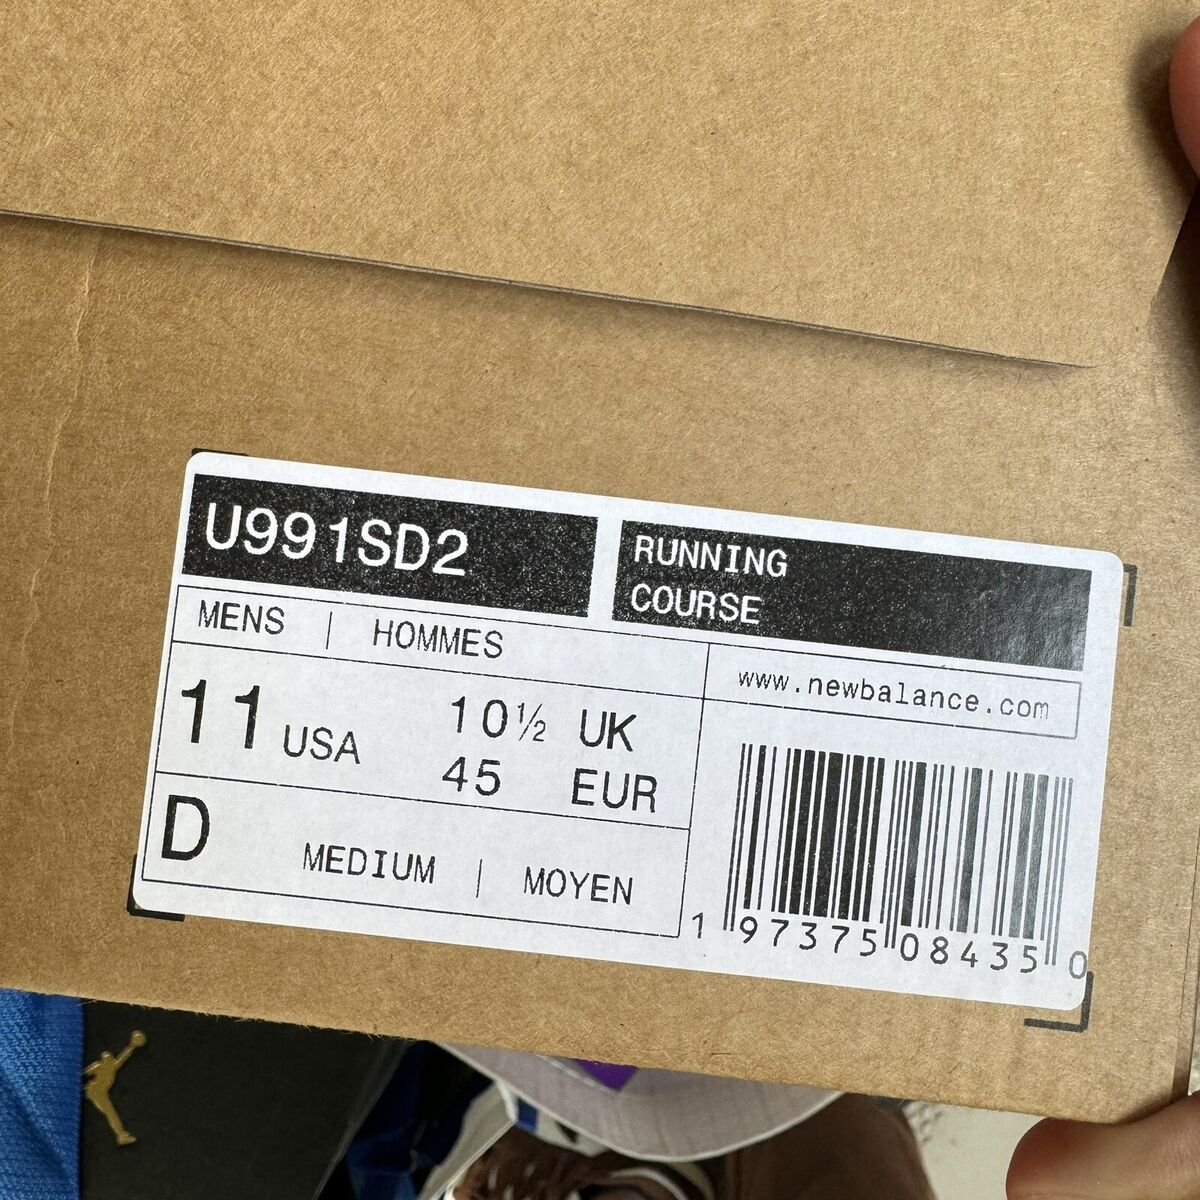 U991SD2
RUNNING
COURSE
MENS | HOMMES
www.newbalance.com
11 USA
10½ UK
45 EUR
D
MEDIUM | MOYEN
1 97375 08435 0